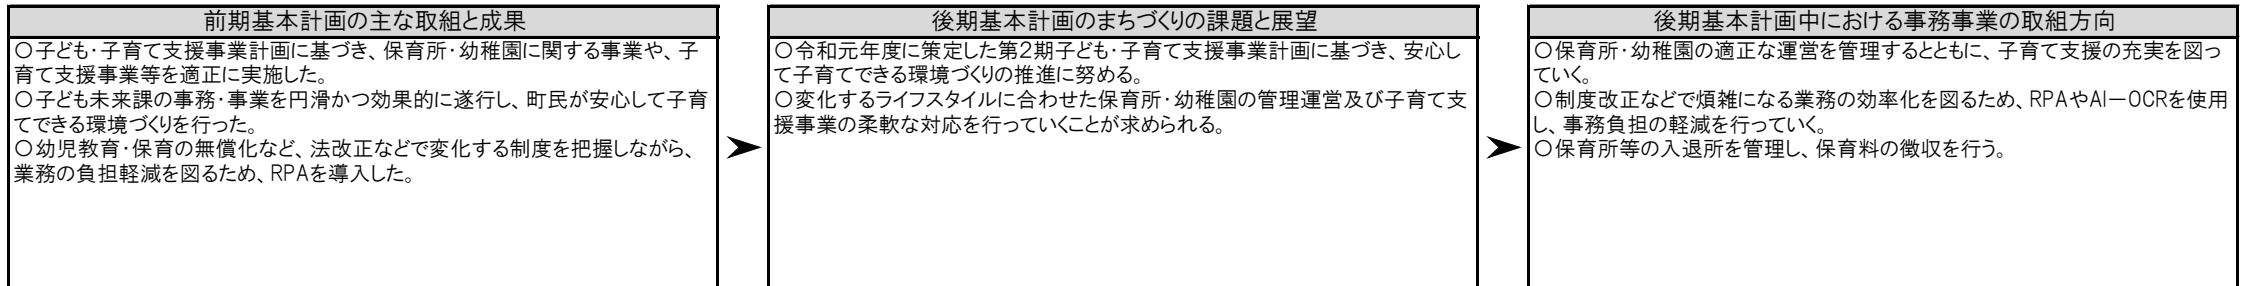 前期基本計画の主な取組と成果
○子ども・子育て支援事業計画に基づき、保育所・幼稚園に関する事業や、子
育て支援事業等を適正に実施した。
○子ども未来課の事務・事業を円滑かつ効果的に遂行し、町民が安心して子育
てできる環境づくりを行った。
○幼児教育・保育の無償化など、法改正などで変化する制度を把握しながら、
業務の負担軽減を図るため、RPAを導入した。
後期基本計画のまちづくりの課題と展望
○令和元年度に策定した第2期子ども・子育て支援事業計画に基づき、安心し
て子育てできる環境づくりの推進に努める。
○変化するライフスタイルに合わせた保育所・幼稚園の管理運営及び子育て支
援事業の柔軟な対応を行っていくことが求められる。
後期基本計画中における事務事業の取組方向
○保育所・幼稚園の適正な運営を管理するとともに、子育て支援の充実を図っ
ていく。
○制度改正などで煩雑になる業務の効率化を図るため、RPAやAI－OCRを使用
し、事務負担の軽減を行っていく。
○保育所等の入退所を管理し、保育料の徴収を行う。